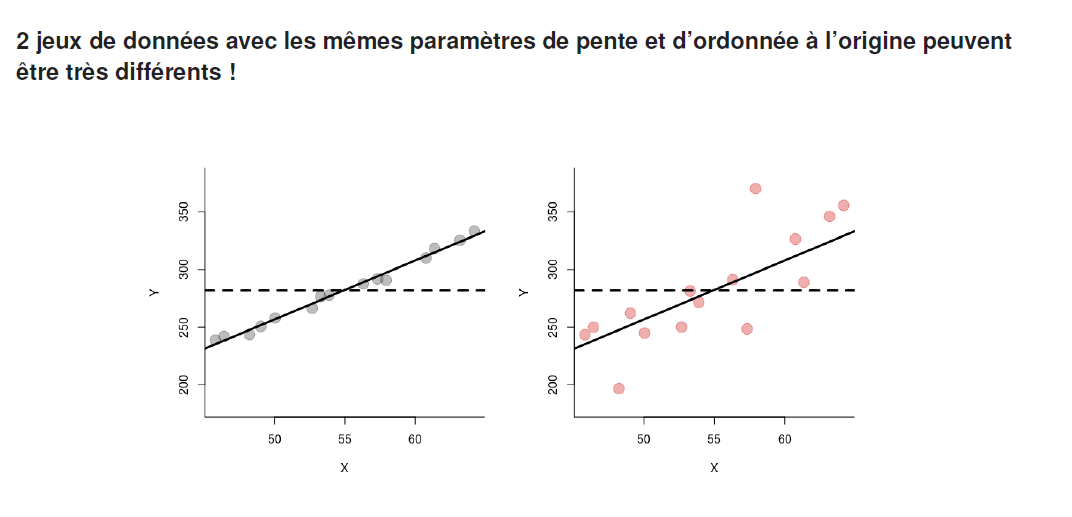 2 jeux de données avec les mêmes paramètres de pente et d'ordonnée à l'origine peuvent
être très différents !
350
300
250
200
Y
50 55 60
X
350
300
250
200
Y
50 55 60
X